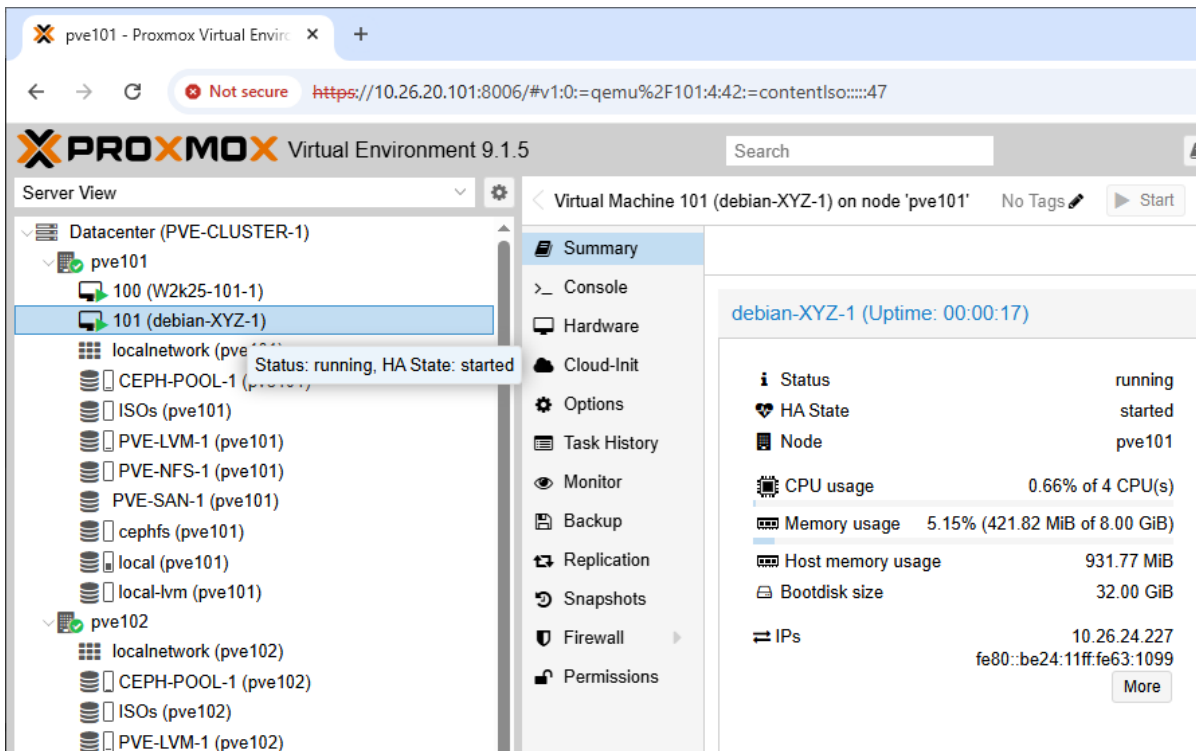 pve101 - Proxmox Virtual Enviro
Not secure https://10.26.20.101:8006/#v1:0:=qemu%2F101:4:42:=contentIso:::::47
PROXMOX Virtual Environment 9.1.5
Search
Server View
Virtual Machine 101 (debian-XYZ-1) on node 'pve101'
No Tags
Start
Datacenter (PVE-CLUSTER-1)
pve101
100 (W2k25-101-1)
101 (debian-XYZ-1)
localnetwork
Status: running, HA State: started
CEPH-POOL-1
ISOs (pve101)
PVE-LVM-1 (pve101)
PVE-NFS-1 (pve101)
PVE-SAN-1 (pve101)
cephfs (pve101)
local (pve101)
local-lvm (pve101)
pve102
localnetwork (pve102)
CEPH-POOL-1 (pve102)
ISOs (pve102)
PVE-LVM-1 (pve102)
Summary
>_ Console
Hardware
Cloud-Init
Options
Task History
Monitor
Backup
Replication
Snapshots
Firewall
Permissions
debian-XYZ-1 (Uptime: 00:00:17)
Status running
HA State started
Node pve101
CPU usage 0.66% of 4 CPU(s)
Memory usage 5.15% (421.82 MiB of 8.00 GiB)
Host memory usage 931.77 MiB
Bootdisk size 32.00 GiB
IPs 10.26.24.227
fe80::be24:11ff:fe63:1099
More